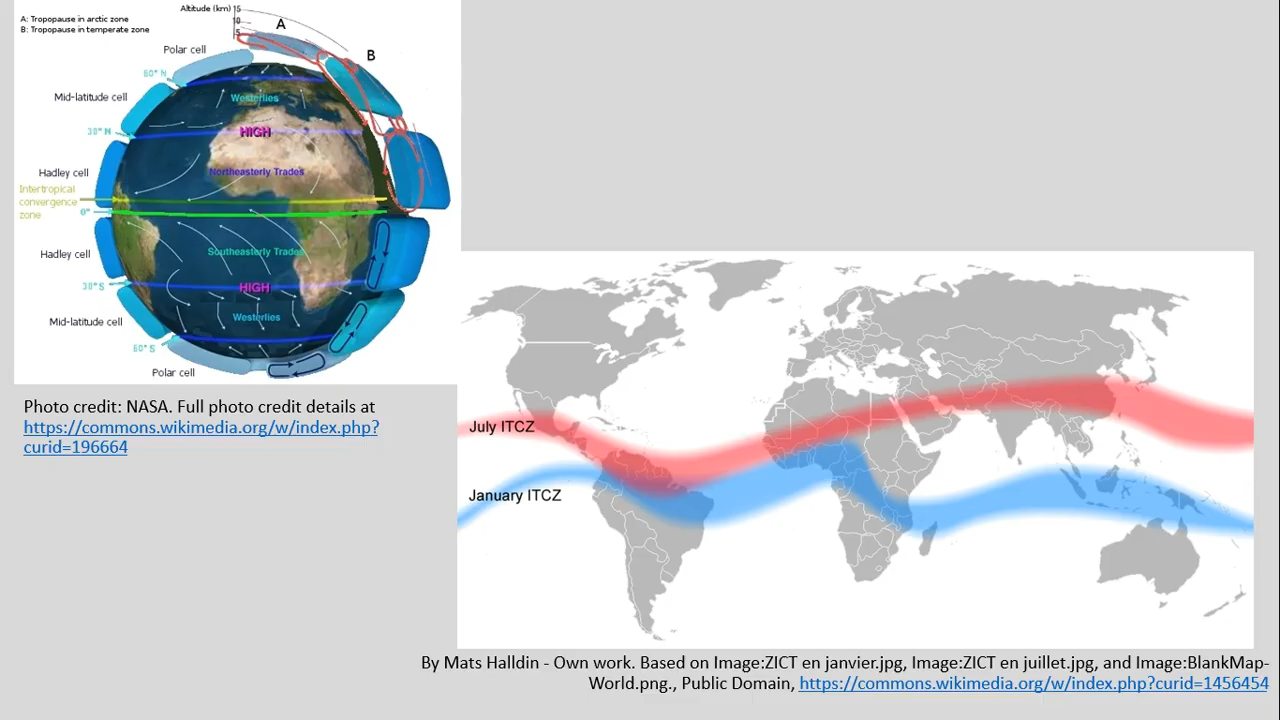 Altitude (km) 15
10
5
A: Tropopause in arctic zone
B: Tropopause in temperate zone
A
B
Polar cell
60° N
Mid-latitude cell
Westerlies
30° N
HIGH
Hadley cell
Northeasterly Trades
Intertropical
convergence
zone
0°
Hadley cell
Southeasterly Trades
30° S
HIGH
Mid-latitude cell
Westerlies
60° S
Polar cell
Photo credit: NASA. Full photo credit details at
https://commons.wikimedia.org/w/index.php?
curid=196664
July ITCZ
January ITCZ
By Mats Halldin - Own work. Based on Image:ZICT en janvier.jpg, Image:ZICT en juillet.jpg, and Image:BlankMap-
World.png., Public Domain, https://commons.wikimedia.org/w/index.php?curid=1456454